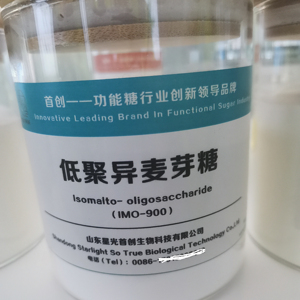 首创——功能糖行业创新领导品牌
Innovative Leading Brand In Functional Sugar Industry
低聚异麦芽糖
Isomalto- oligosaccharide
(IMO-900)
山东星光首创生物科技有限公司
Shandong Starlight So True Biological Technology Co.,Ltd
电话（Tel）: 0086-